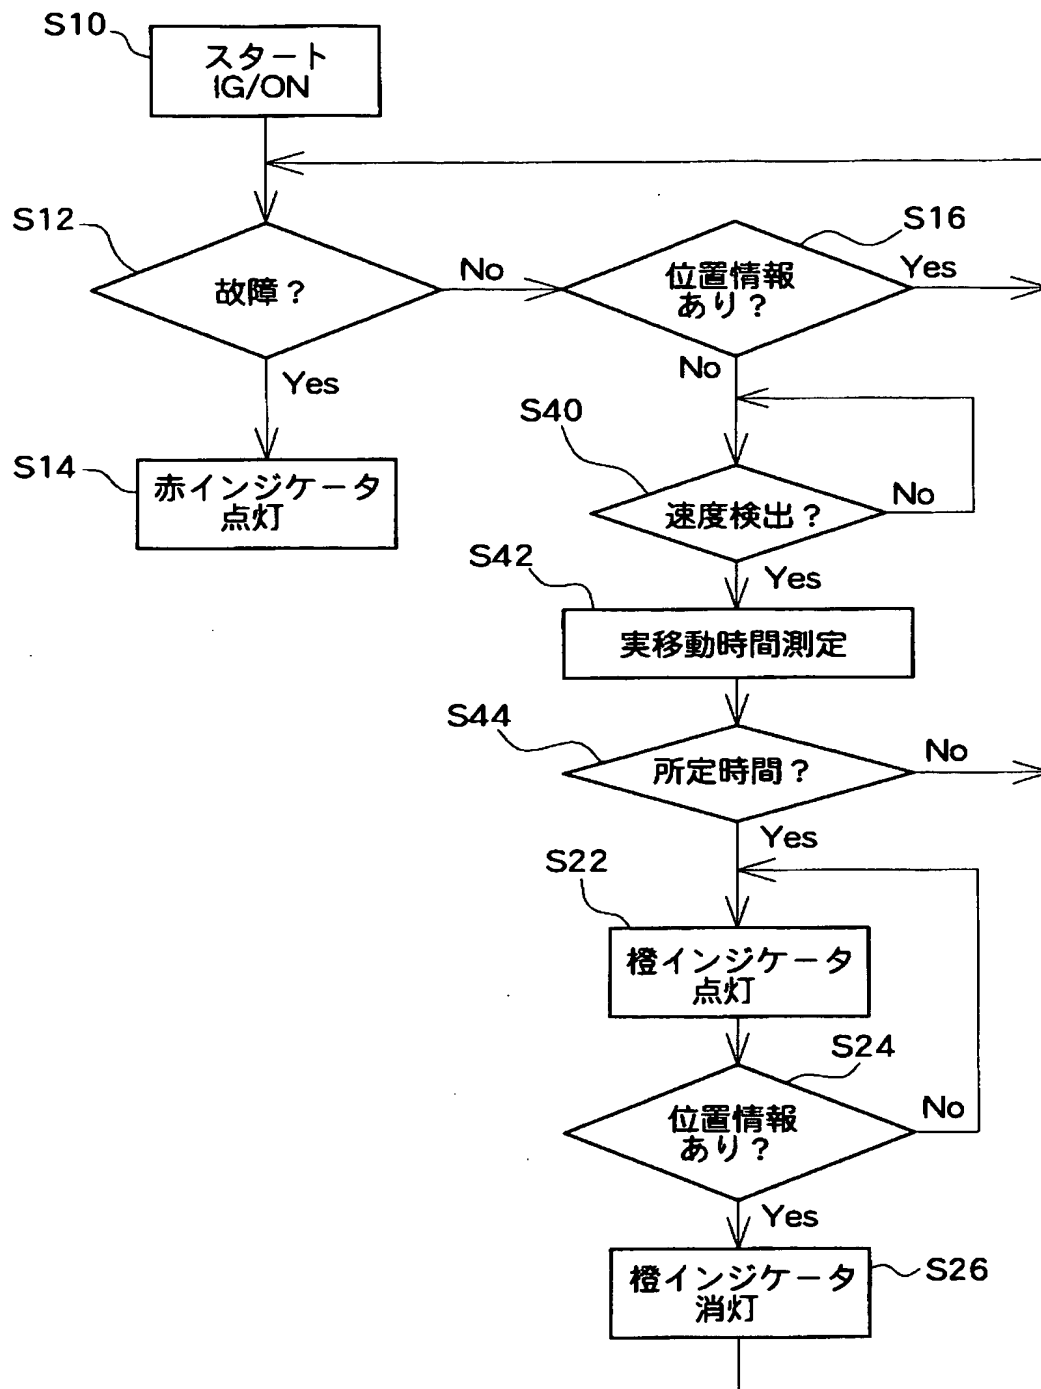 S10
スタート
IG/ON
S12
故障?
No
S16
位置情報
あり?
Yes
No
Yes
S14
赤インジケータ
点灯
S40
速度検出?
No
Yes
S42
実移動時間測定
S44
所定時間?
No
Yes
S22
橙インジケータ
点灯
S24
位置情報
あり?
No
Yes
S26
橙インジケータ
消灯